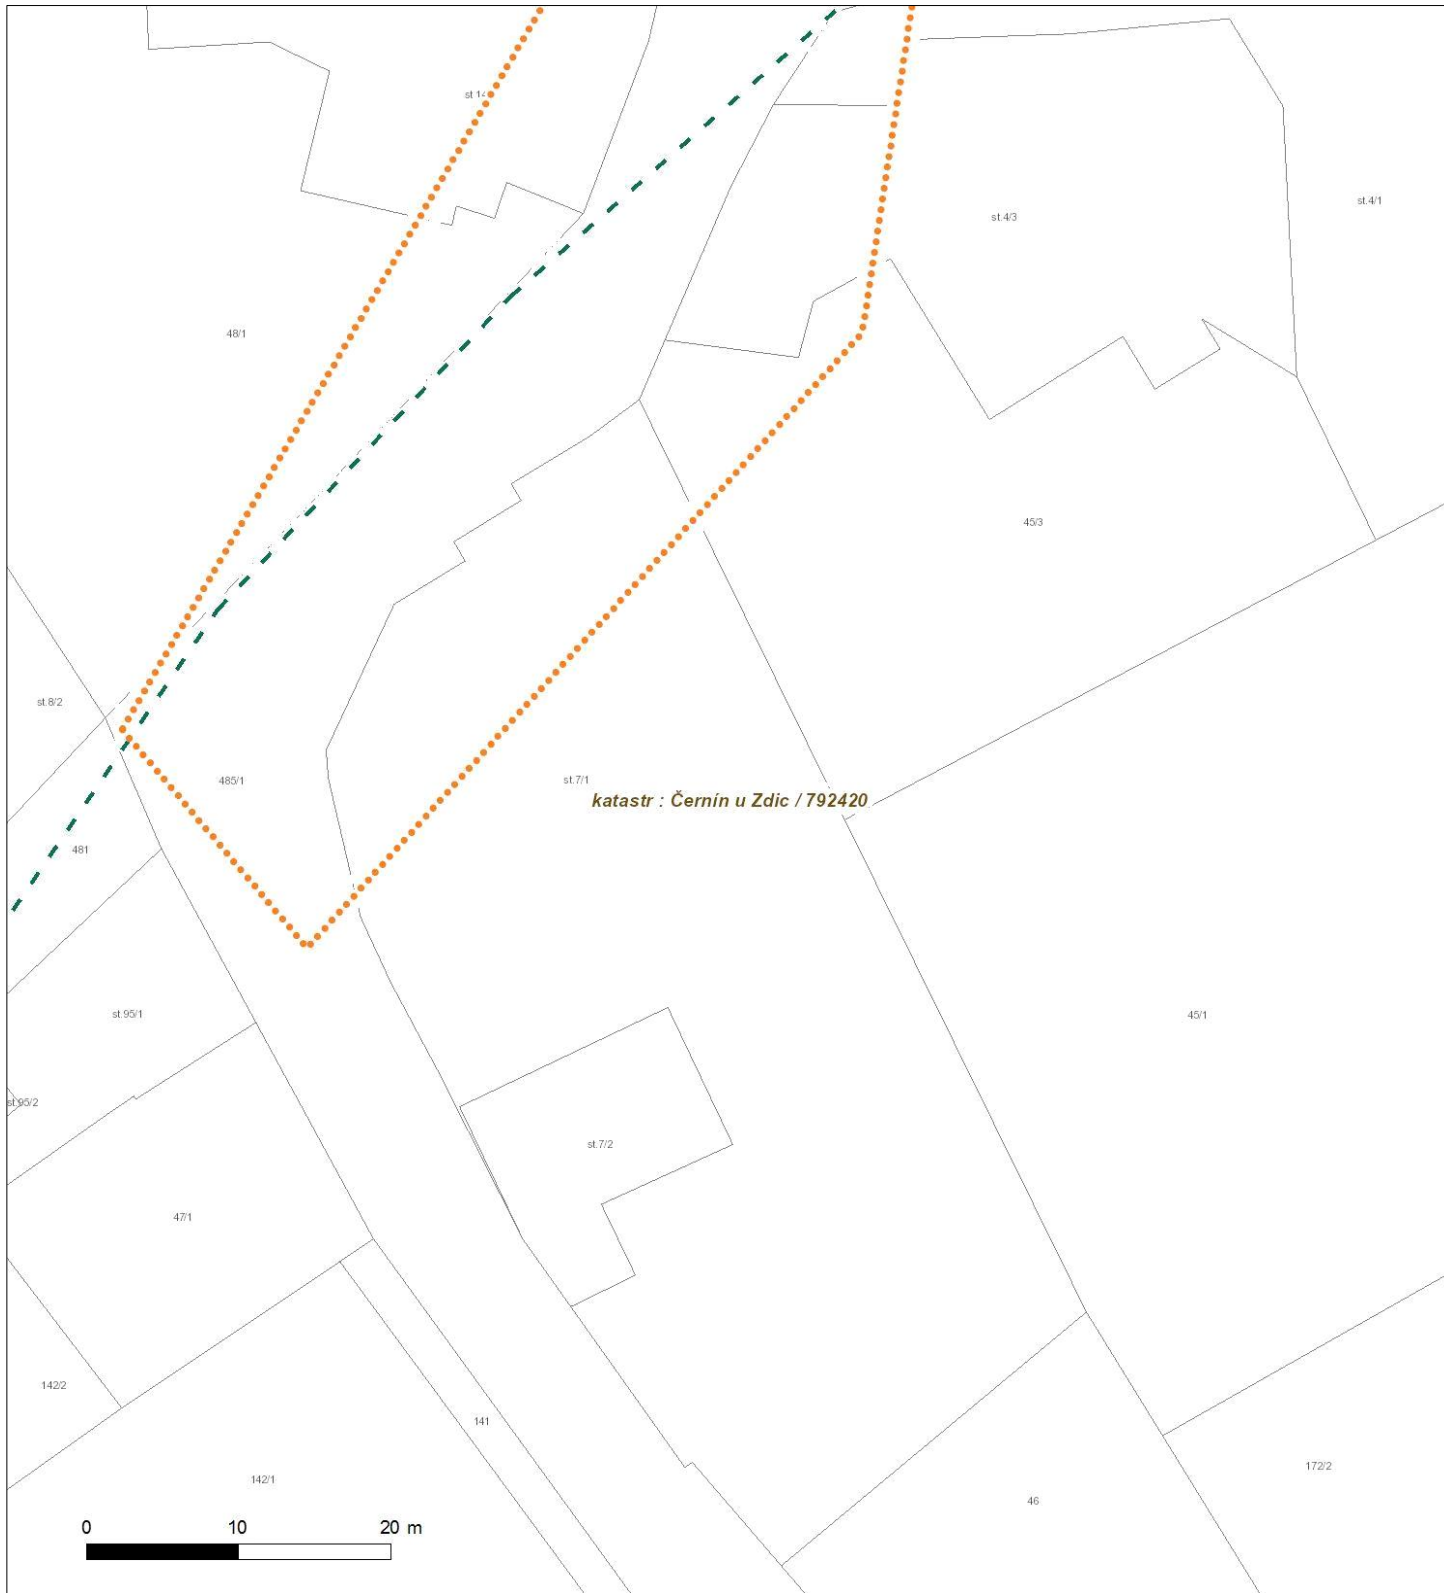 st 14
st.4/1
st.4/3
48/1
45/3
st.8/2
485/1
st.7/1
katastr : Černín u Zdic / 792420
481
st.95/1
45/1
st.95/2
st.7/2
47/1
142/2
141
172/2
142/1
46
0 10 20 m